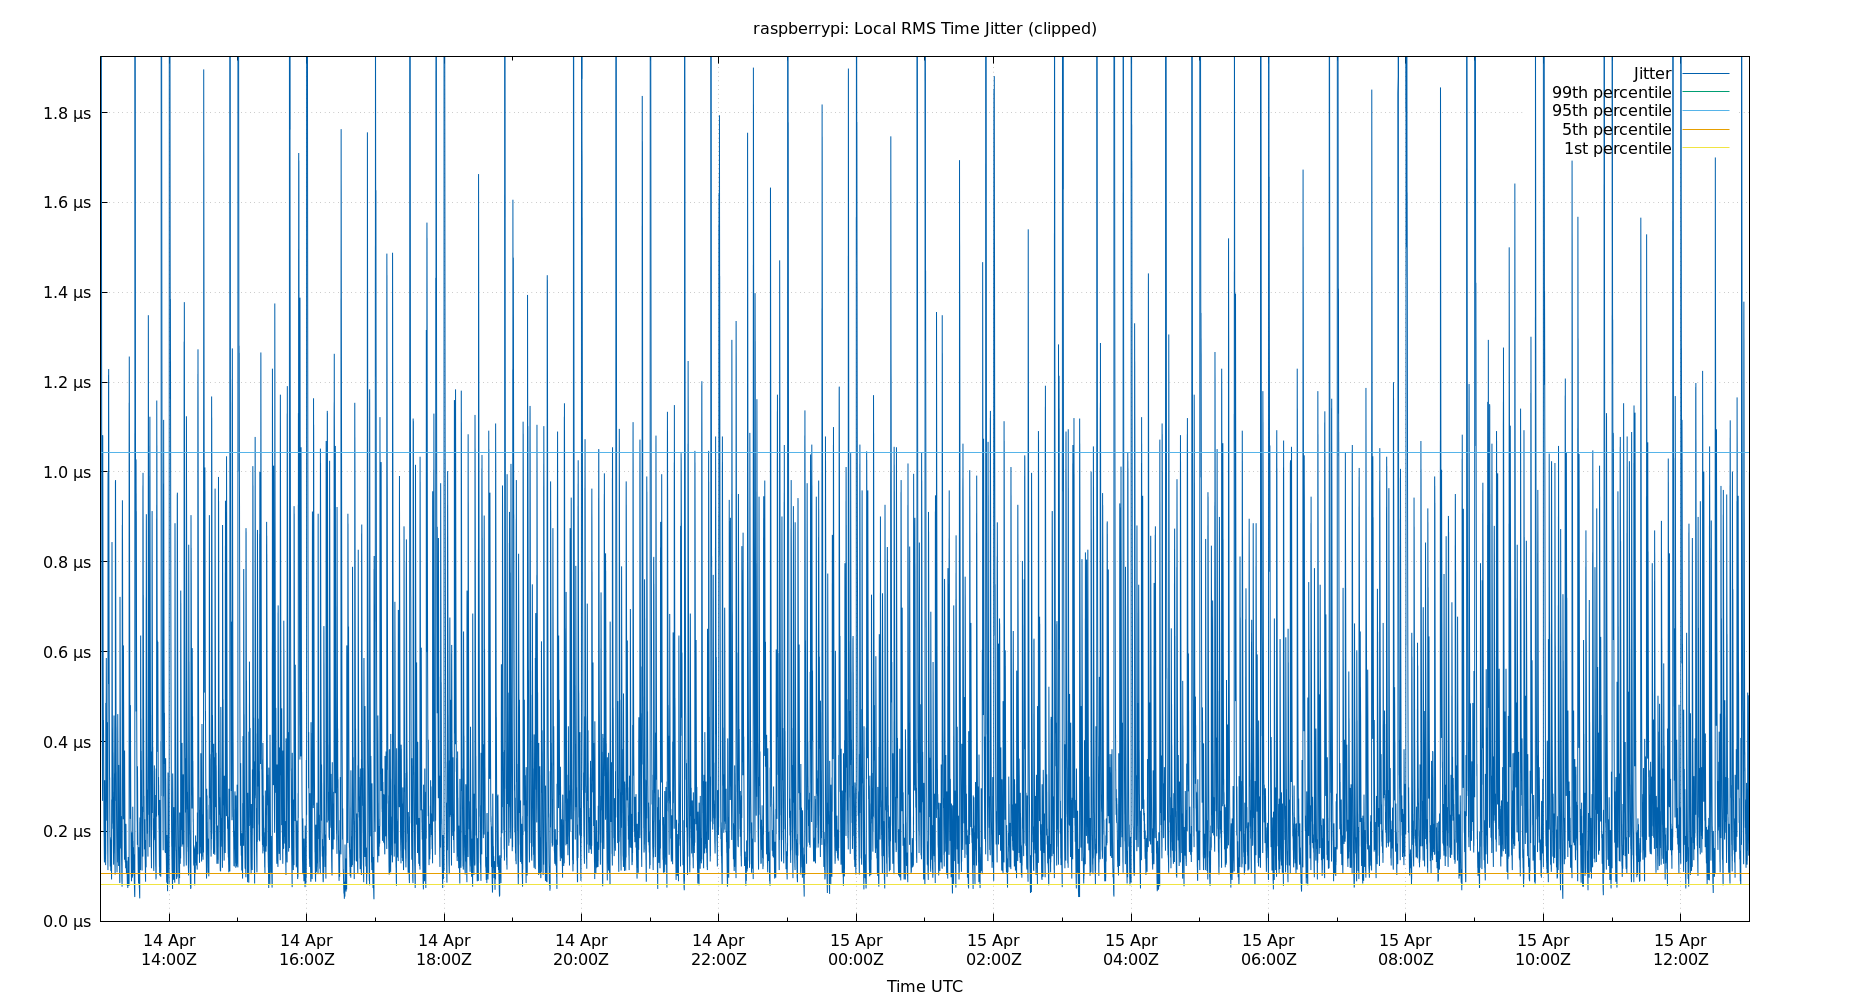 raspberrypi: Local RMS Time Jitter (clipped)
Jitter
99th percentile
95th percentile
5th percentile
1st percentile
1.8 µs
1.6 µs
1.4 µs
1.2 µs
1.0 µs
0.8 µs
0.6 µs
0.4 µs
0.2 µs
0.0 µs
14 Apr 14 Apr 14 Apr 14 Apr 14 Apr 15 Apr 15 Apr 15 Apr 15 Apr 15 Apr 15 Apr 15 Apr
14:00Z 16:00Z 18:00Z 20:00Z 22:00Z 00:00Z 02:00Z 04:00Z 06:00Z 08:00Z 10:00Z 12:00Z
Time UTC